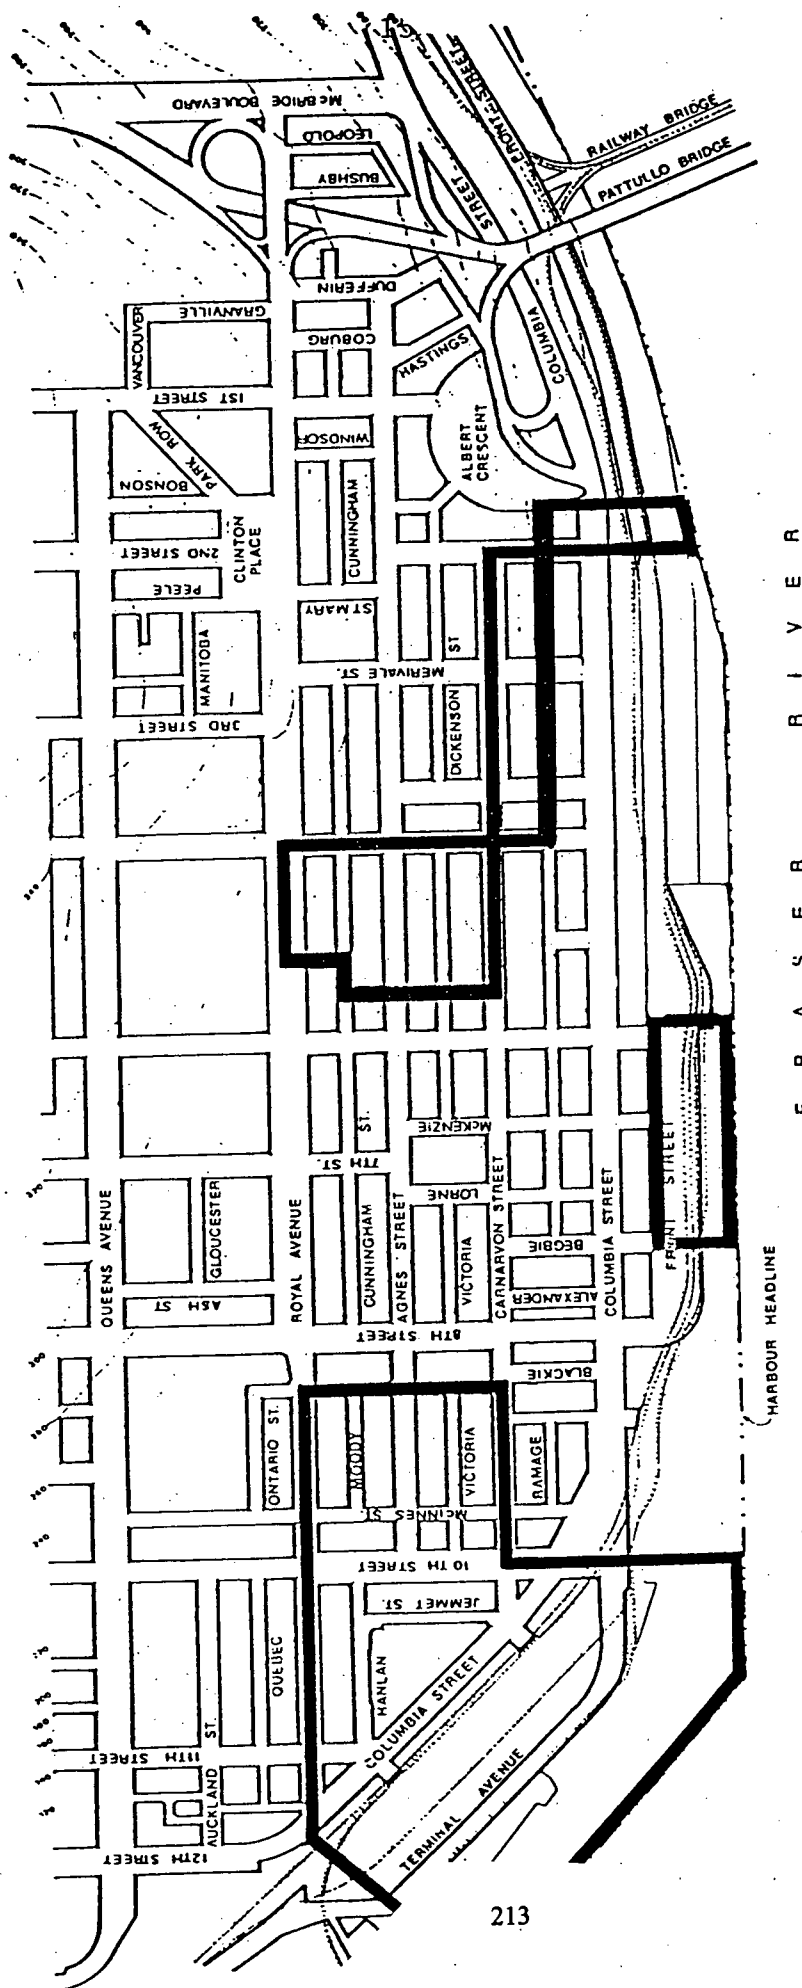 McBRIDE BOULEVARD
LEOPOLD
BUSHBY
STREET
FRONT STREET
RAILWAY BRIDGE
PATTULLO BRIDGE
DUFFERIN
GRANVILLE
VANCOUVER
COBURG
HASTINGS
COLUMBIA
1ST STREET
WINDSOR
ALBERT
CRESCENT
PARK ROW
BONSON
2ND STREET
CLINTON
PLACE
CUNNINGHAM
PEELE
ST. MARY
MANITOBA
MERIVALE ST.
DICKENSON
ST
3RD STREET
FRASER RIVER
McKENZIE
7TH ST.
ST.
LORNE
FRONT STREET
QUEENS AVENUE
GLOUCESTER
ROYAL AVENUE
CUNNINGHAM
AGNES STREET
VICTORIA
CARNARVON STREET
BEGBIE
ALEXANDER
COLUMBIA STREET
ASH ST
8TH STREET
BLACKIE
HARBOUR HEADLINE
ONTARIO ST.
MOODY
VICTORIA
RAMAGE
McINNES ST.
10TH STREET
JEMMET ST.
QUEBEC
HANLAN
COLUMBIA STREET
11TH STREET
ST.
AUCKLAND
12TH STREET
TERMINAL AVENUE
213